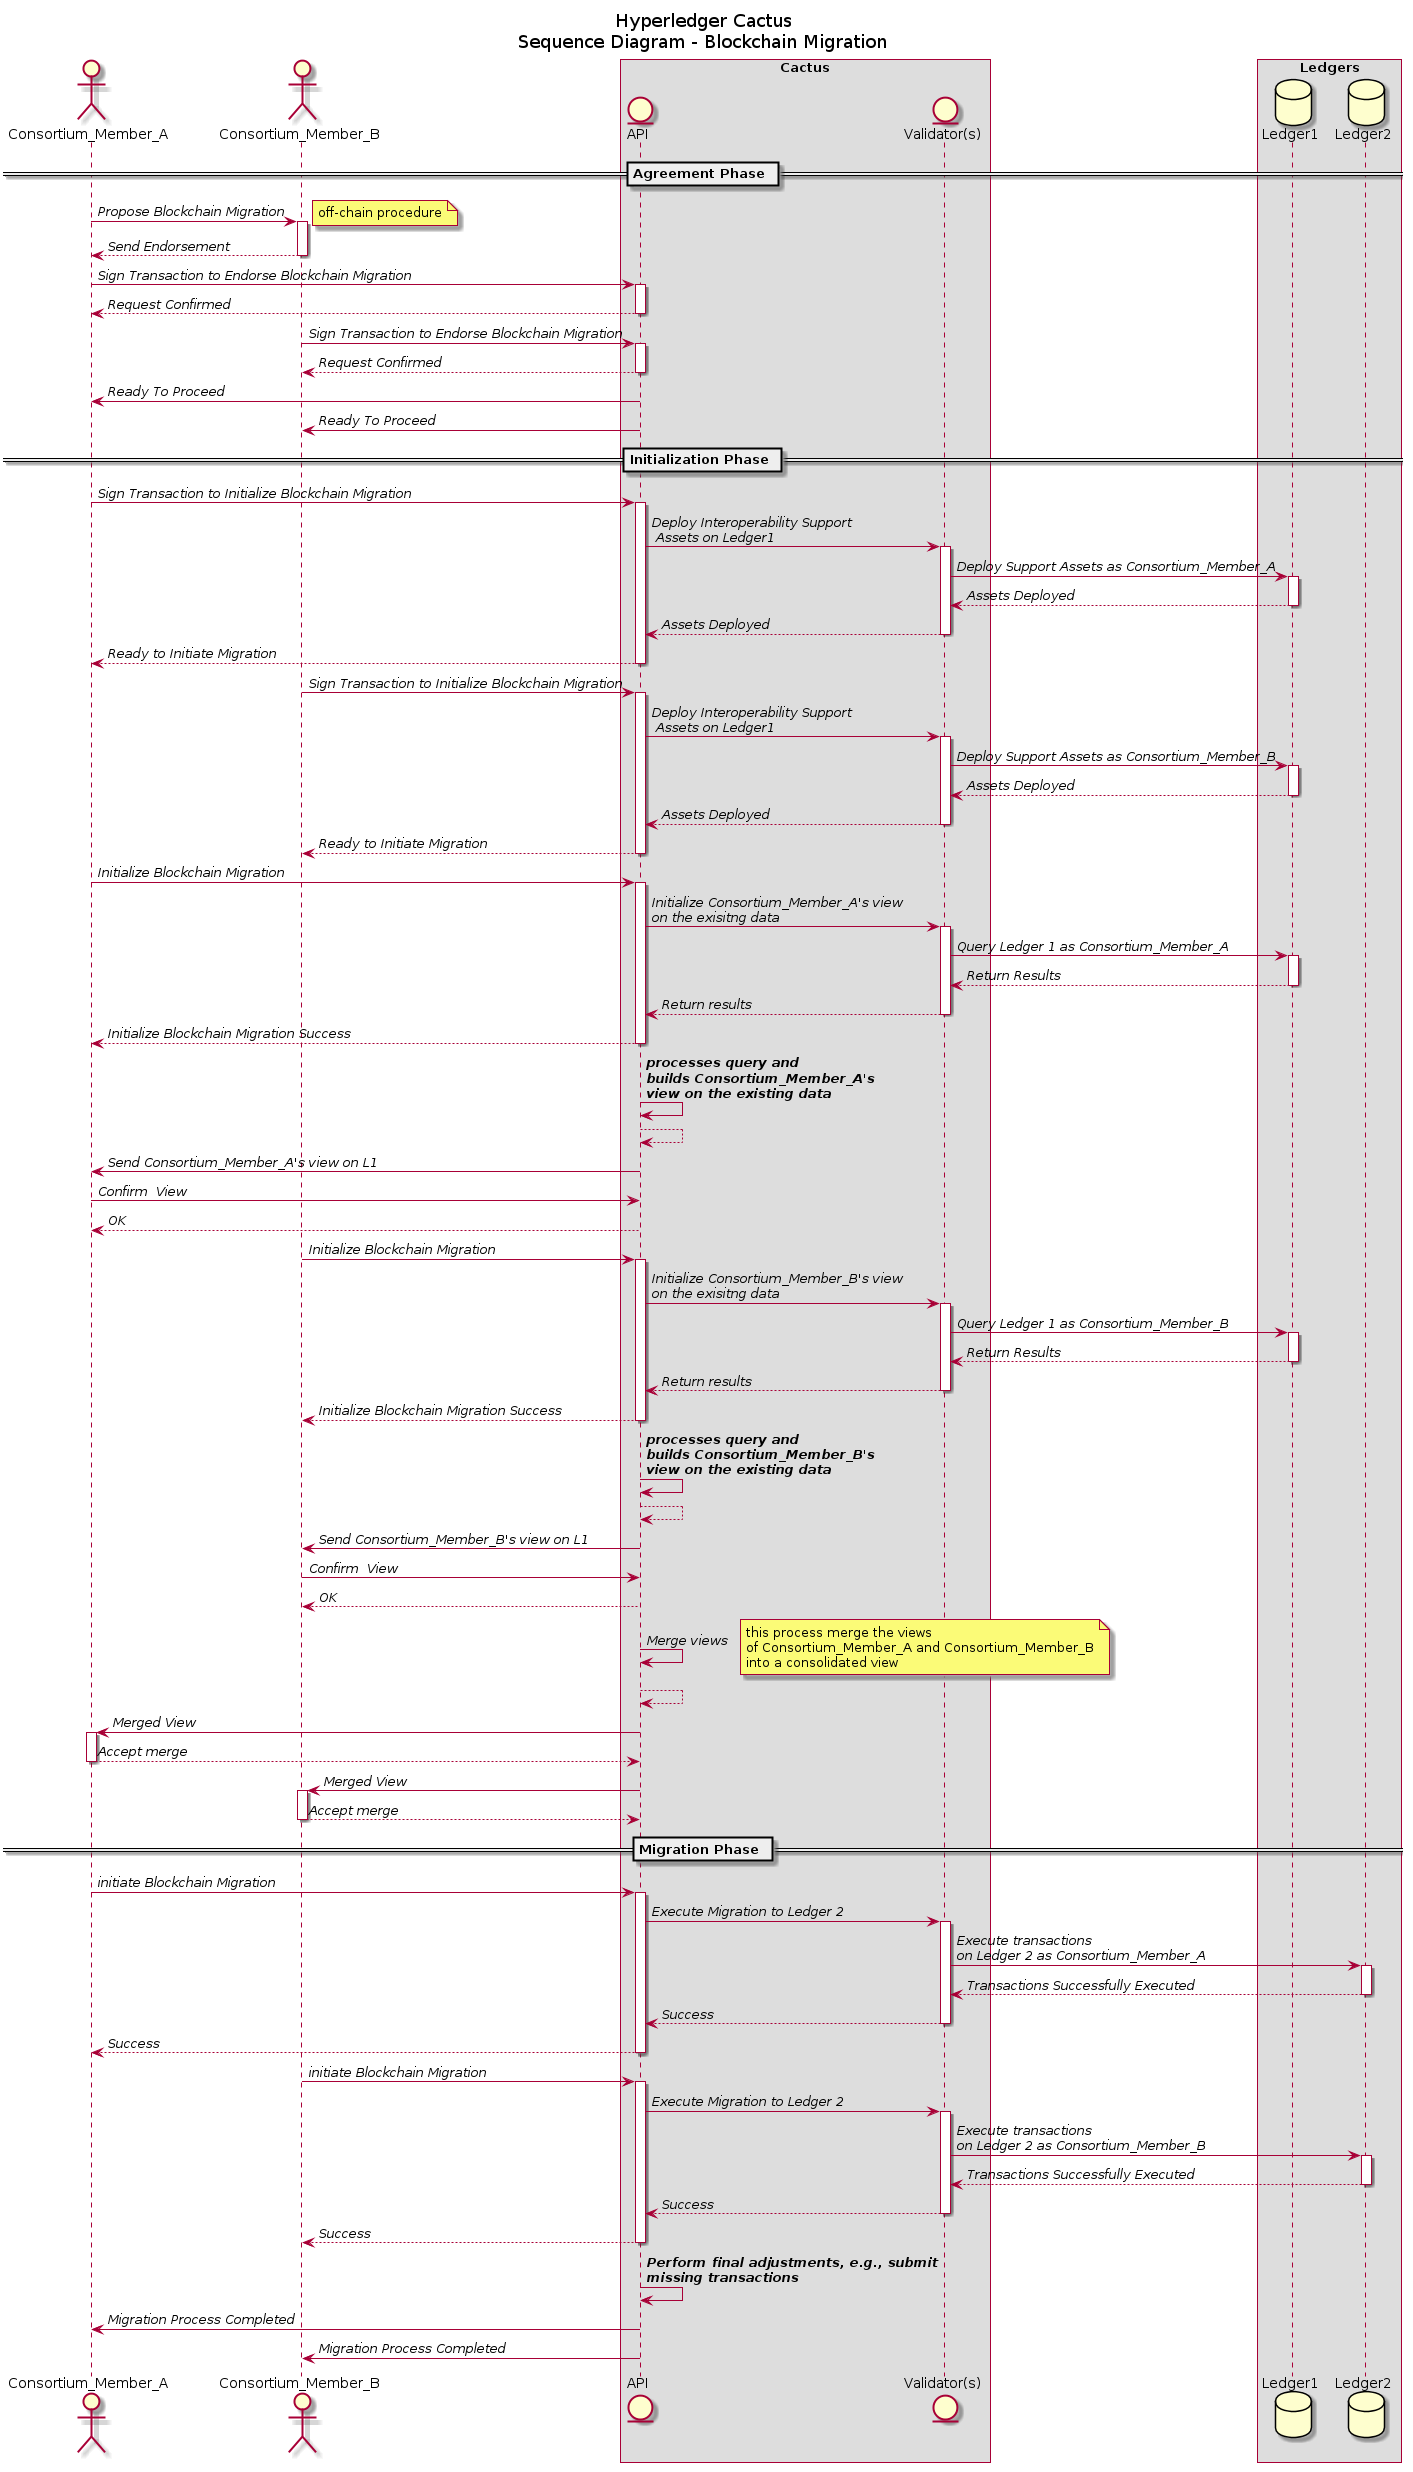 Hyperledger Cactus
Sequence Diagram - Blockchain Migration
Cactus
Ledgers
Consortium_Member_A
Consortium_Member_B
API
Validator(s)
Ledger1
Ledger2
Agreement Phase
Propose Blockchain Migration
off-chain procedure
Send Endorsement
Sign Transaction to Endorse Blockchain Migration
Request Confirmed
Sign Transaction to Endorse Blockchain Migration
Request Confirmed
Ready To Proceed
Ready To Proceed
Initialization Phase
Sign Transaction to Initialize Blockchain Migration
Deploy Interoperability Support
Assets on Ledger1
Deploy Support Assets as Consortium_Member_A
Assets Deployed
Assets Deployed
Ready to Initiate Migration
Sign Transaction to Initialize Blockchain Migration
Deploy Interoperability Support
Assets on Ledger1
Deploy Support Assets as Consortium_Member_B
Assets Deployed
Assets Deployed
Ready to Initiate Migration
Initialize Blockchain Migration
Initialize Consortium_Member_A's view
on the exisitng data
Query Ledger 1 as Consortium_Member_A
Return Results
Return results
Initialize Blockchain Migration Success
processes query and
builds Consortium_Member_A's
view on the existing data
Send Consortium_Member_A's view on L1
Confirm  View
OK
Initialize Blockchain Migration
Initialize Consortium_Member_B's view
on the exisitng data
Query Ledger 1 as Consortium_Member_B
Return Results
Return results
Initialize Blockchain Migration Success
processes query and
builds Consortium_Member_B's
view on the existing data
Send Consortium_Member_B's view on L1
Confirm  View
OK
Merge views
this process merge the views
of Consortium_Member_A and Consortium_Member_B
into a consolidated view
Merged View
Accept merge
Merged View
Accept merge
Migration Phase
initiate Blockchain Migration
Execute Migration to Ledger 2
Execute transactions
on Ledger 2 as Consortium_Member_A
Transactions Successfully Executed
Success
Success
initiate Blockchain Migration
Execute Migration to Ledger 2
Execute transactions
on Ledger 2 as Consortium_Member_B
Transactions Successfully Executed
Success
Success
Perform final adjustments, e.g., submit
missing transactions
Migration Process Completed
Migration Process Completed
Consortium_Member_A
Consortium_Member_B
API
Validator(s)
Ledger1
Ledger2